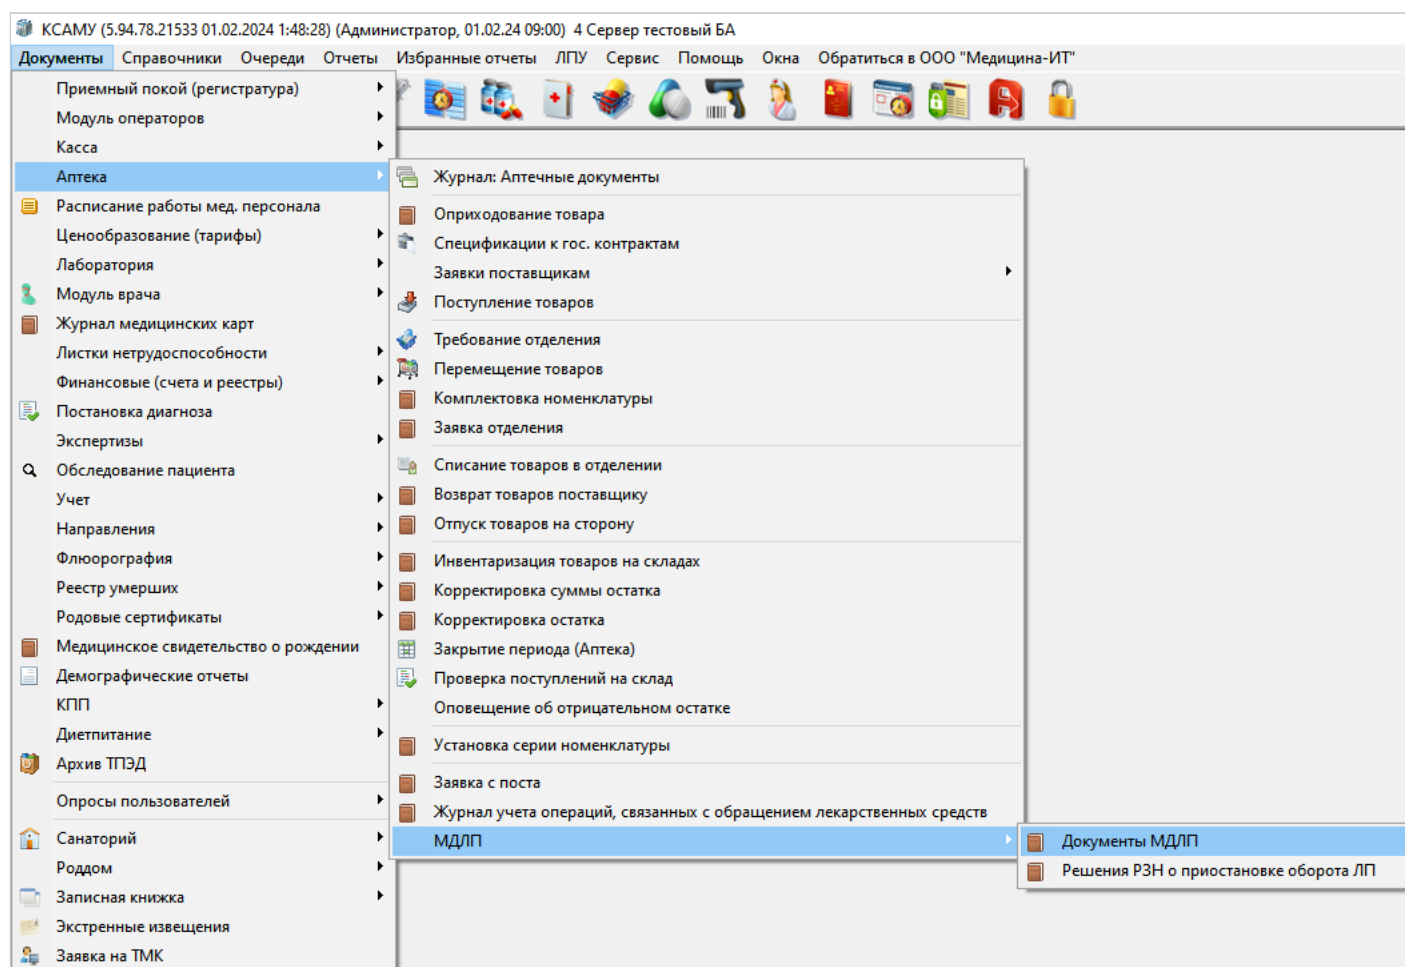 КСАМУ (5.94.78.21533 01.02.2024 1:48:28) (Администратор, 01.02.24 09:00) 4 Сервер тестовый БА
Документы Справочники Очереди Отчеты Избранные отчеты ЛПУ Сервис Помощь Окна Обратиться в ООО "Медицина-ИТ"
Приемный покой (регистратура)
Модуль операторов
Касса
Аптека
Расписание работы мед. персонала
Ценообразование (тарифы)
Лаборатория
Модуль врача
Журнал медицинских карт
Листки нетрудоспособности
Финансовые (счета и реестры)
Постановка диагноза
Экспертизы
Обследование пациента
Учет
Направления
Флюорография
Реестр умерших
Родовые сертификаты
Медицинское свидетельство о рождении
Демографические отчеты
КПП
Диетпитание
Архив ТПЭД
Опросы пользователей
Санаторий
Роддом
Записная книжка
Экстренные извещения
Заявка на ТМК
Журнал: Аптечные документы
Оприходование товара
Спецификации к гос. контрактам
Заявки поставщикам
Поступление товаров
Требование отделения
Перемещение товаров
Комплектовка номенклатуры
Заявка отделения
Списание товаров в отделении
Возврат товаров поставщику
Отпуск товаров на сторону
Инвентаризация товаров на складах
Корректировка суммы остатка
Корректировка остатка
Закрытие периода (Аптека)
Проверка поступлений на склад
Оповещение об отрицательном остатке
Установка серии номенклатуры
Заявка с поста
Журнал учета операций, связанных с обращением лекарственных средств
МДЛП
Документы МДЛП
Решения РЗН о приостановке оборота ЛП